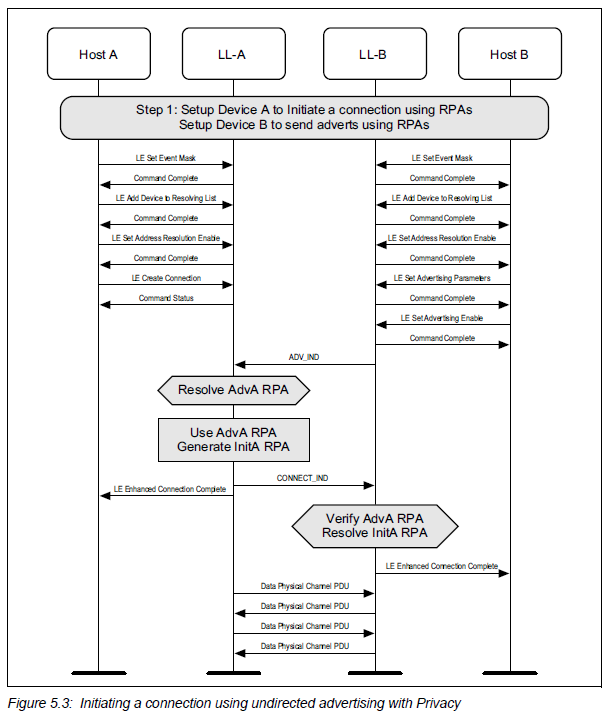 Host A
LL-A
LL-B
Host B
Step 1: Setup Device A to Initiate a connection using RPAs
Setup Device B to send adverts using RPAs
LE Set Event Mask
LE Set Event Mask
Command Complete
Command Complete
LE Add Device to Resolving List
LE Add Device to Resolving List
Command Complete
Command Complete
LE Set Address Resolution Enable
LE Set Address Resolution Enable
Command Complete
Command Complete
LE Create Connection
LE Set Advertising Parameters
Command Status
Command Complete
LE Set Advertising Enable
Command Complete
ADV_IND
Resolve AdvA RPA
Use AdvA RPA
Generate InitA RPA
CONNECT_IND
LE Enhanced Connection Complete
Verify AdvA RPA
Resolve InitA RPA
LE Enhanced Connection Complete
Data Physical Channel PDU
Data Physical Channel PDU
Data Physical Channel PDU
Data Physical Channel PDU
Figure 5.3: Initiating a connection using undirected advertising with Privacy